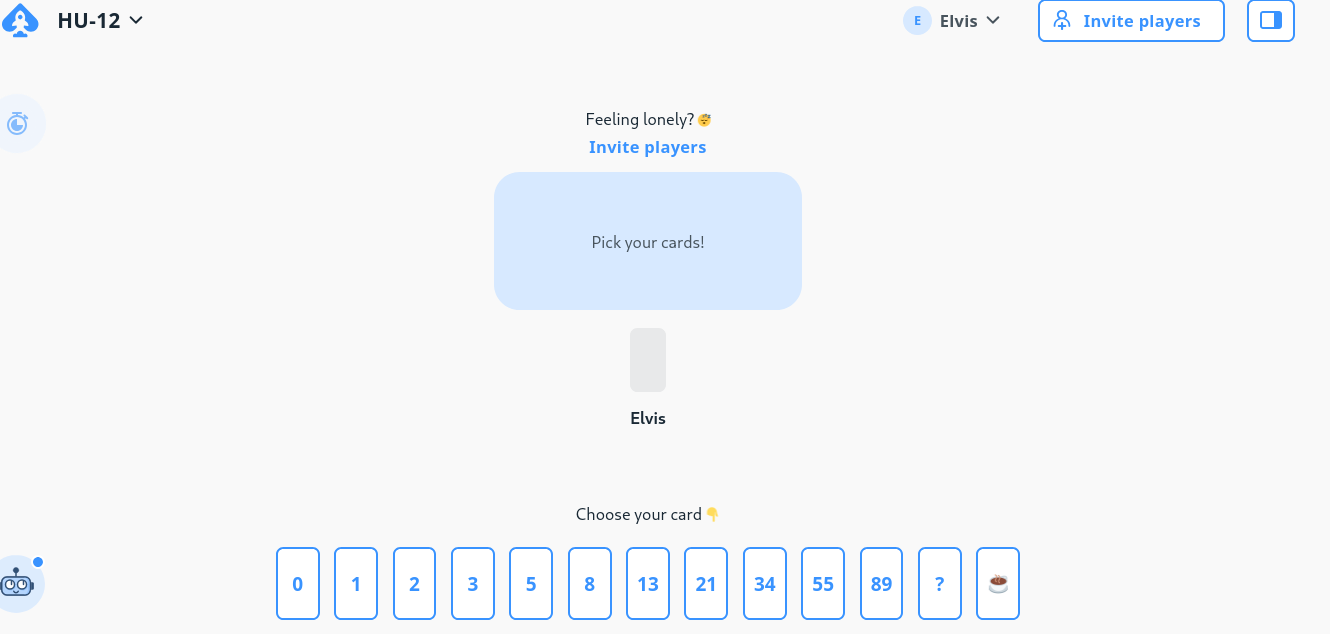 HU-12
E Elvis
Invite players
Feeling lonely? 😴
Invite players
Pick your cards!
Elvis
Choose your card 👇
0 1 2 3 5 8 13 21 34 55 89 ? ☕